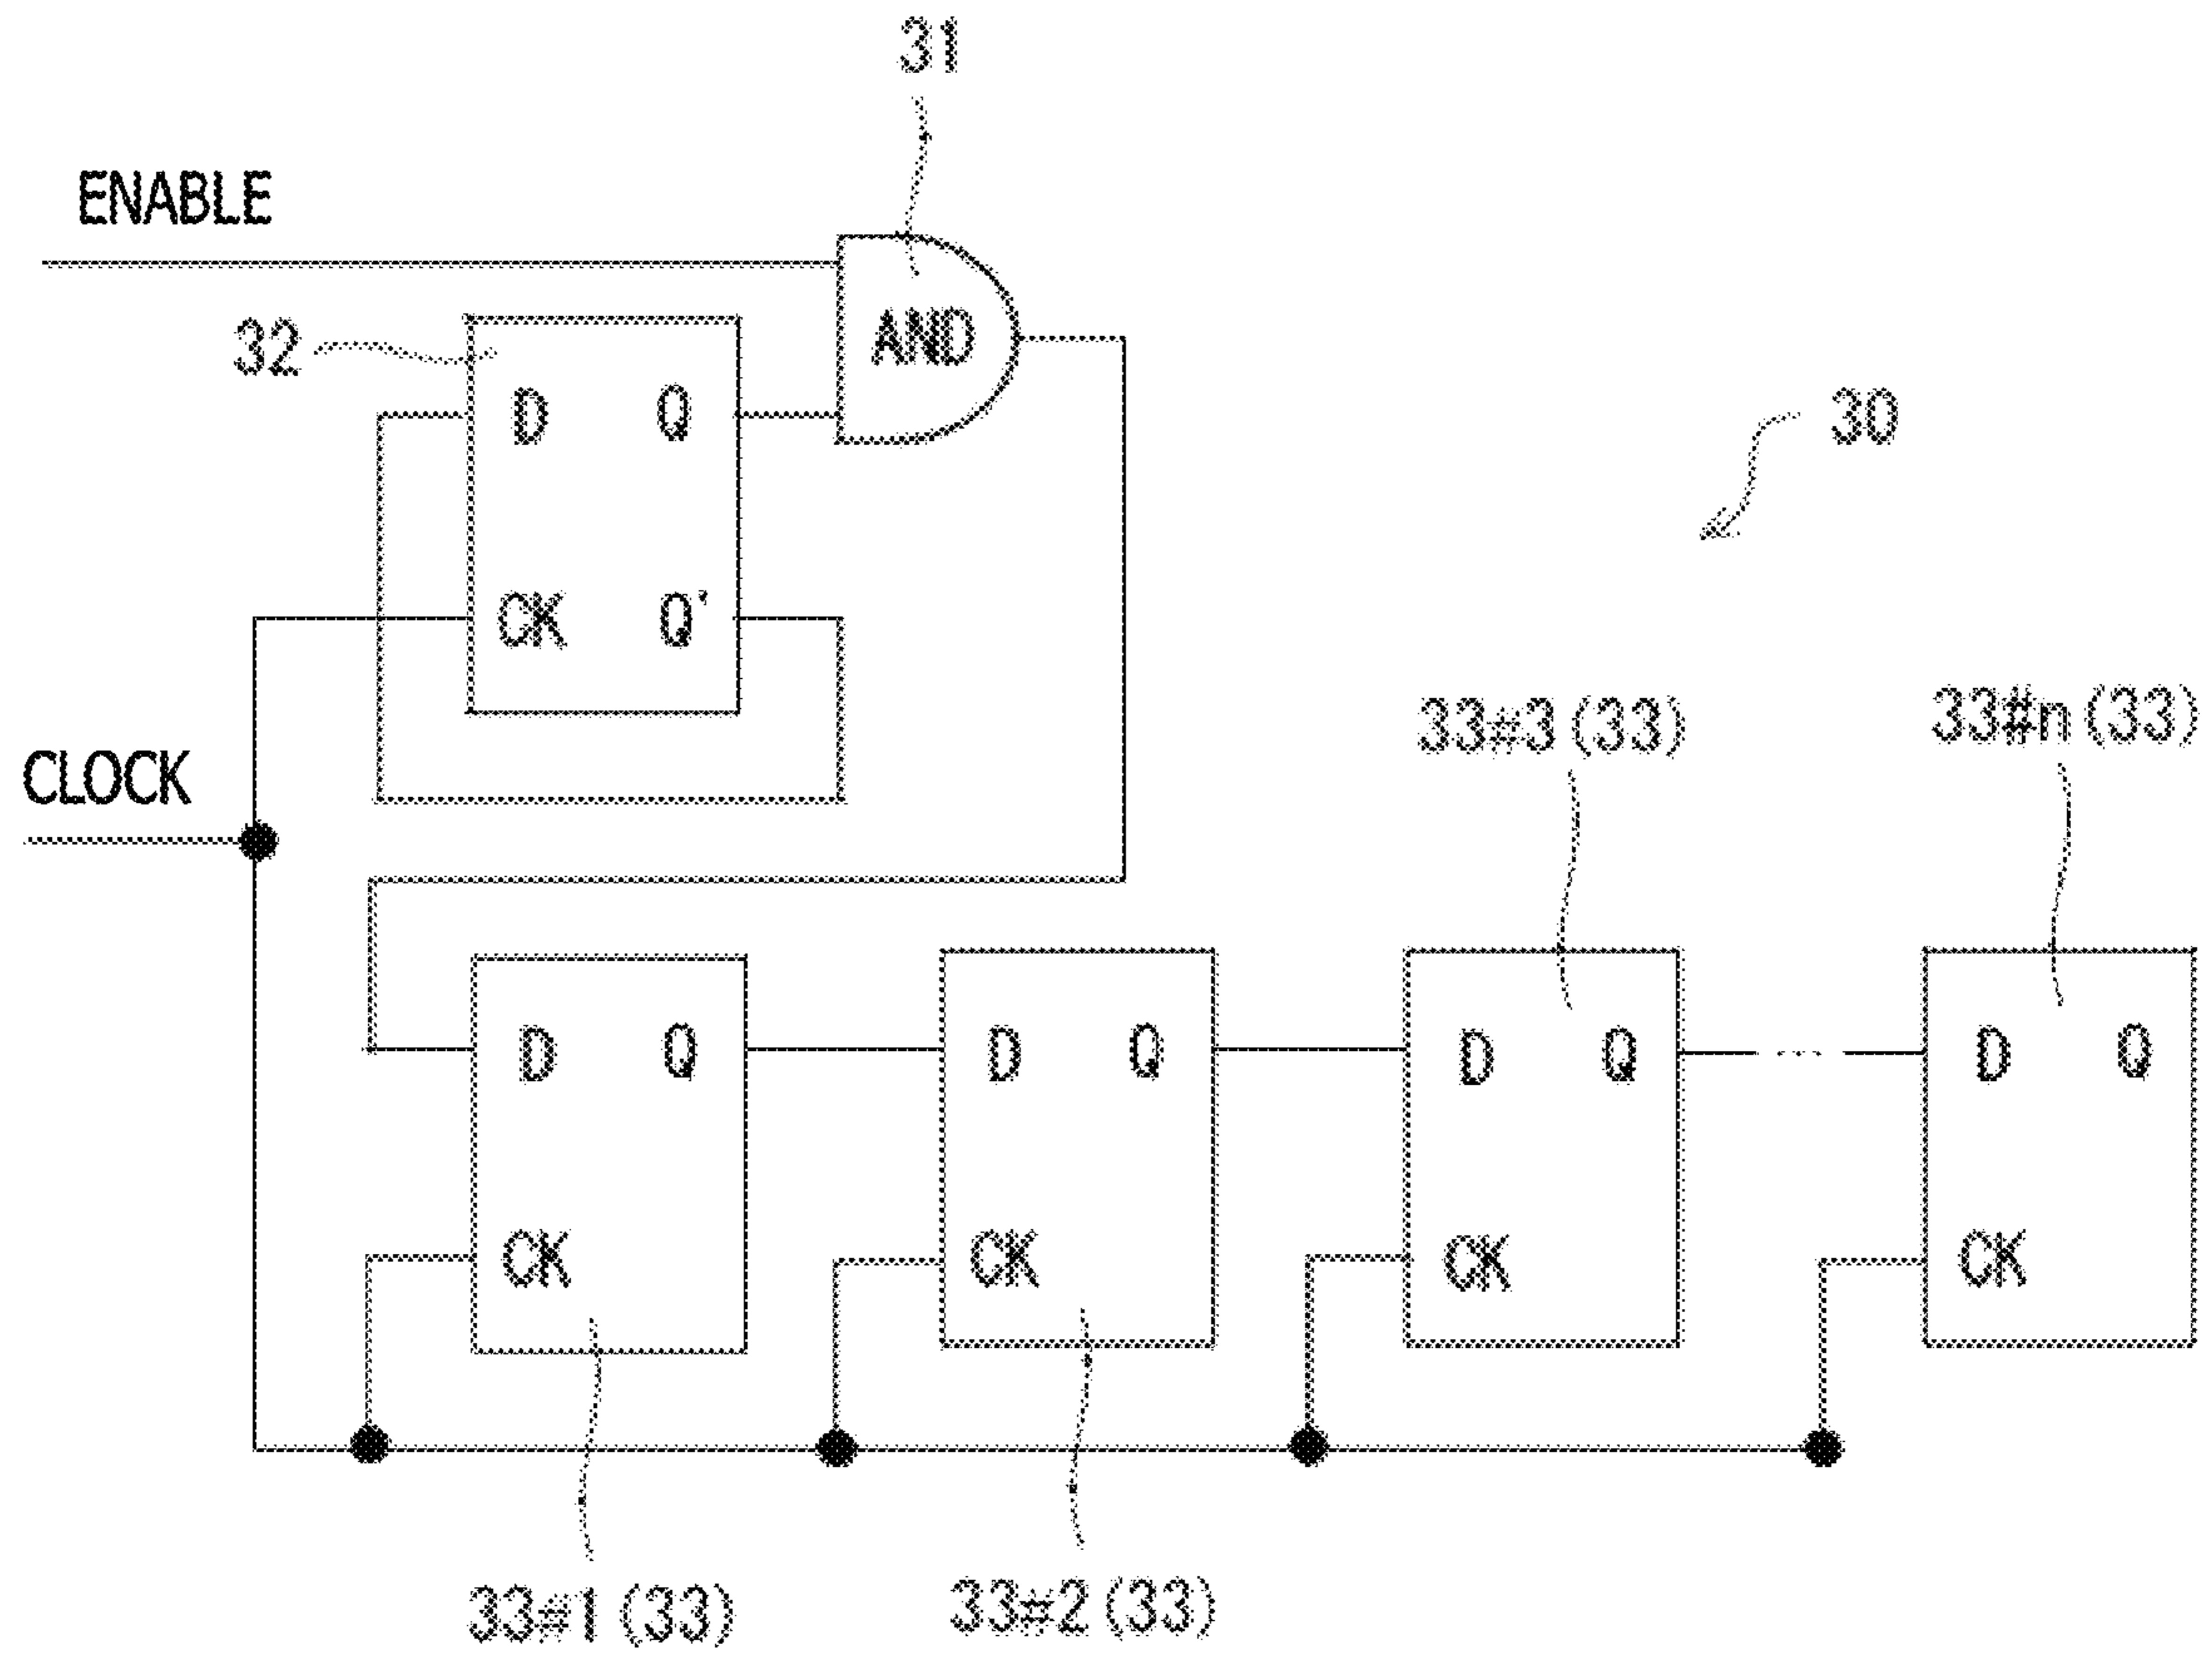 31
ENABLE
AND
32
D Q
30
CK Q'
33#3 (33)
33#n (33)
CLOCK
D Q
D Q
D Q
D Q
CK
CK
CK
CK
33#1 (33)
33#2 (33)